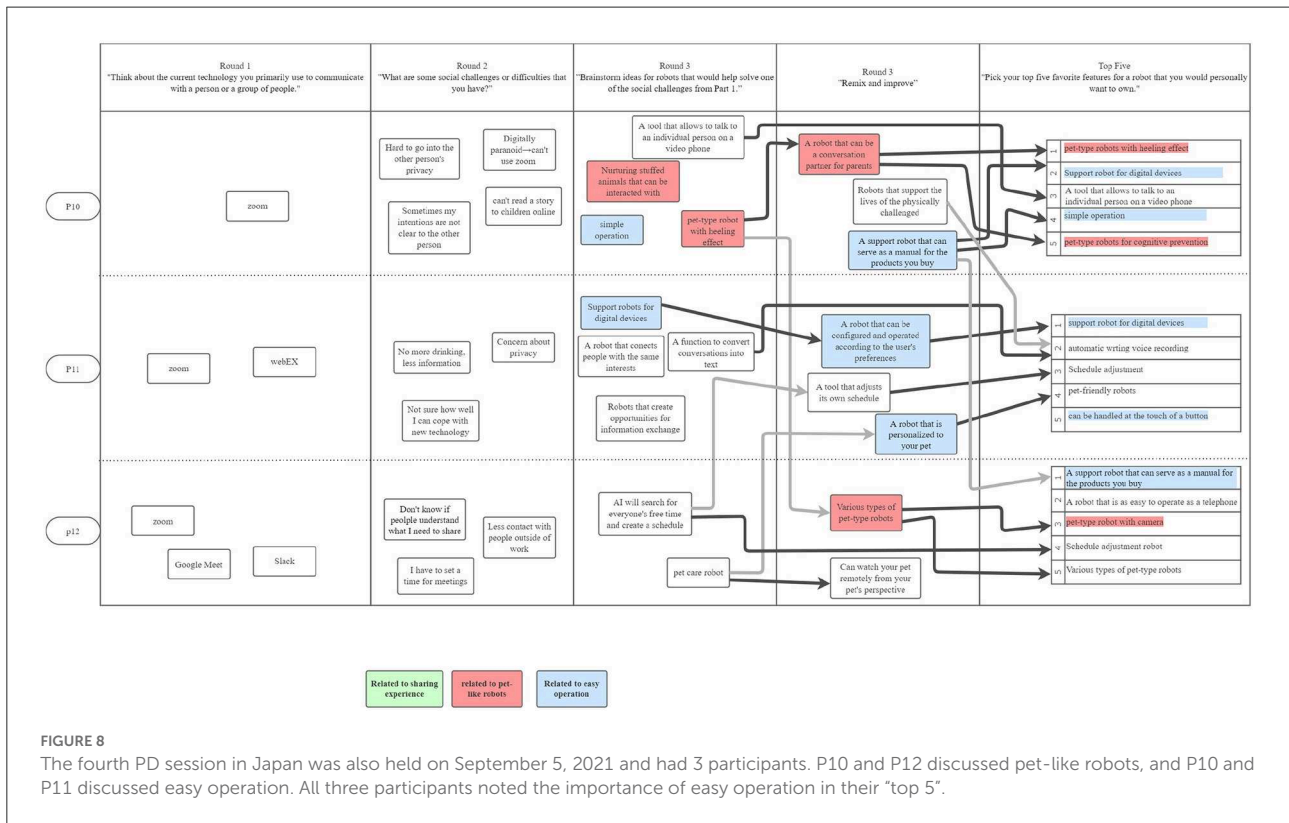 Round 1
"Think about the current technology you primarily use to communicate
with a person or a group of people."
Round 2
"What are some social challenges or difficulties that
you have?"
Round 3
"Brainstorm ideas for robots that would help solve one
of the social challenges from Part 1."
Round 3
"Remix and improve"
Top Five
"Pick your top five favorite features for a robot that you would personally
want to own."
P10
zoom
Hard to go into the
other person's
privacy
Digitally
paranoid→can't
use zoom
Sometimes my
intentions are not
clear to the other
person
can't read a story
to children online
A tool that allows to talk to
an individual person on a
video phone
Nurturing stuffed
animals that can be
interacted with
simple
operation
pet-type robot
with heeling
effect
A robot that can be
a conversation
partner for parents
Robots that support the
lives of the physically
challenged
A support robot that can
serve as a manual for the
products you buy
1 pet-type robots with heeling effect
2 Support robot for digital devices
3 A tool that allows to talk to an
individual person on a video phone
4 simple operation
5 pet-type robots for cognitive prevention
P11
zoom
webEX
No more drinking,
less information
Concern about
privacy
Not sure how well
I can cope with
new technology
Support robots for
digital devices
A robot that conects
people with the same
interests
A function to convert
conversations into
text
Robots that create
opportunities for
information exchange
A robot that can be
configured and operated
according to the user's
preferences
A tool that adjusts
its own schedule
A robot that is
personalized to
your pet
1 support robot for digital devices
2 automatic wrting voice recording
3 Schedule adjustment
4 pet-friendly robots
5 can be handled at the touch of a button
p12
zoom
Google Meet
Slack
Don't know if
peolple understand
what I need to share
Less contact with
people outside of
work
I have to set a
time for meetings
AI will search for
everyone's free time
and create a schedule
pet care robot
Various types of
pet-type robots
Can watch your pet
remotely from your
pet's perspective
1 A support robot that can serve as a manual for
the products you buy
2 A robot that is as easy to operate as a telephone
3 pet-type robot with camera
4 Schedule adjustment robot
5 Various types of pet-type robots
Related to sharing
experience
related to pet-
like robots
Related to easy
operation
FIGURE 8
The fourth PD session in Japan was also held on September 5, 2021 and had 3 participants. P10 and P12 discussed pet-like robots, and P10 and
P11 discussed easy operation. All three participants noted the importance of easy operation in their "top 5".